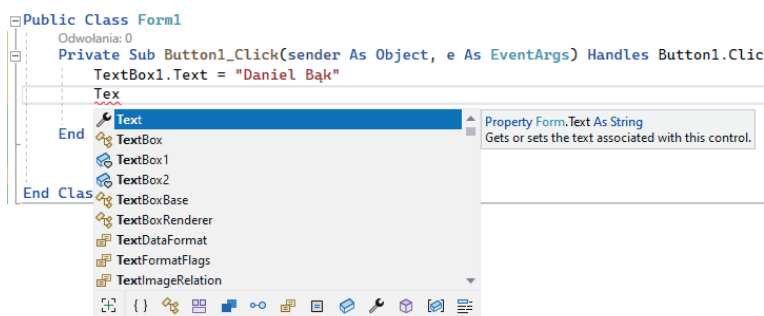 Public Class Form1
Odwołania: 0
Private Sub Button1_Click(sender As Object, e As EventArgs) Handles Button1.Clic
TextBox1.Text = "Daniel Bąk"
Tex
Text
Property Form.Text As String
Gets or sets the text associated with this control.
End
TextBox
TextBox1
TextBox2
End Clas
TextBoxBase
TextBoxRenderer
TextDataFormat
TextFormatFlags
TextImageRelation